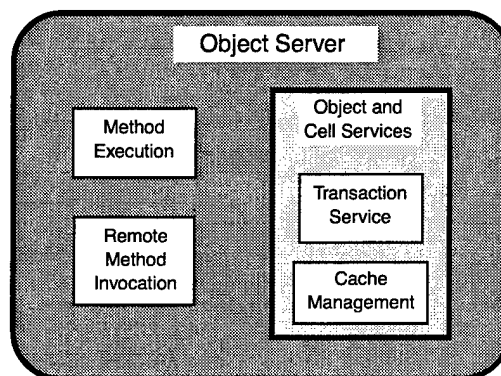 Object Server
Method
Execution
Remote
Method
Invocation
Object and
Cell Services
Transaction
Service
Cache
Management